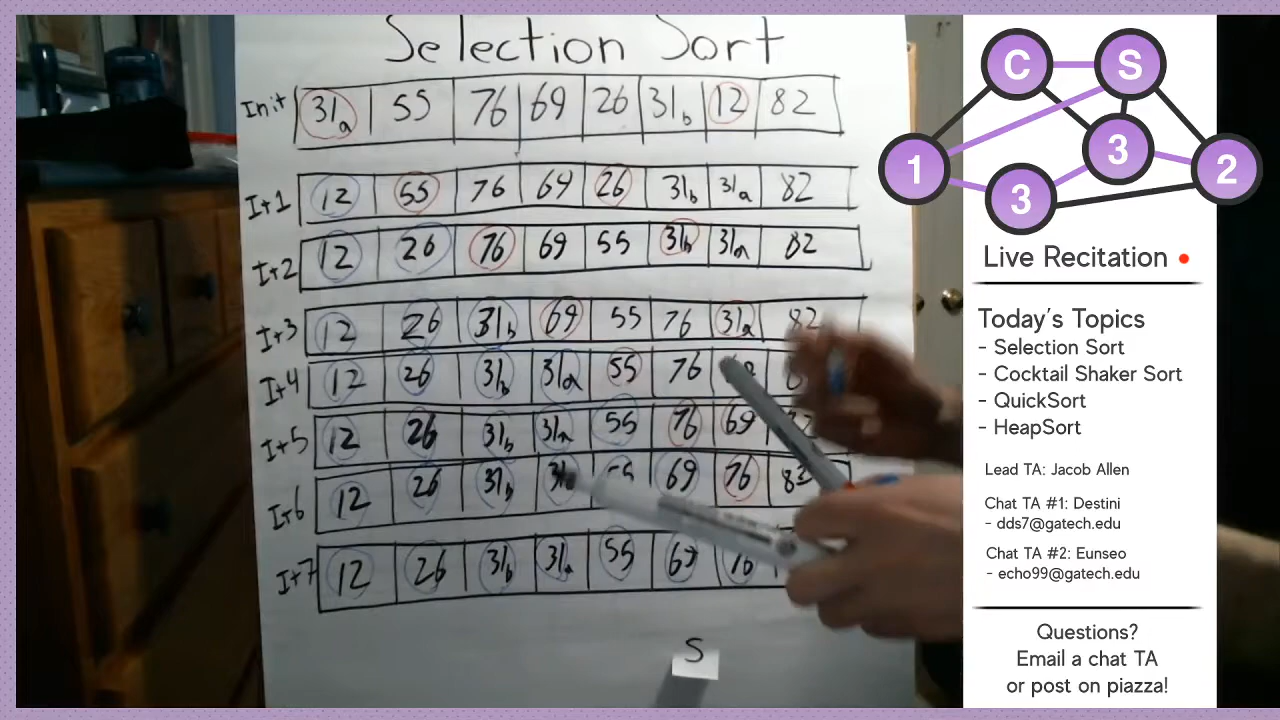 Selection Sort
Init 31a 55 76 69 26 31b 12 82
It1 12 55 76 69 26 31b 31a 82
It2 12 26 76 69 55 31b 31a 82
It3 12 26 31b 69 55 76 31a 82
It4 12 26 31b 31a 55 76
It5 12 26 31b 31a 55 76 69
It6 12 26 31b 69 76 82
It7 12 26 31b 31a 55 69 76
S
C S
1 3 3 2
Live Recitation
Today's Topics
- Selection Sort
- Cocktail Shaker Sort
- QuickSort
- HeapSort
Lead TA: Jacob Allen
Chat TA #1: Destini
- dds7@gatech.edu
Chat TA #2: Eunseo
- echo99@gatech.edu
Questions?
Email a chat TA
or post on piazza!